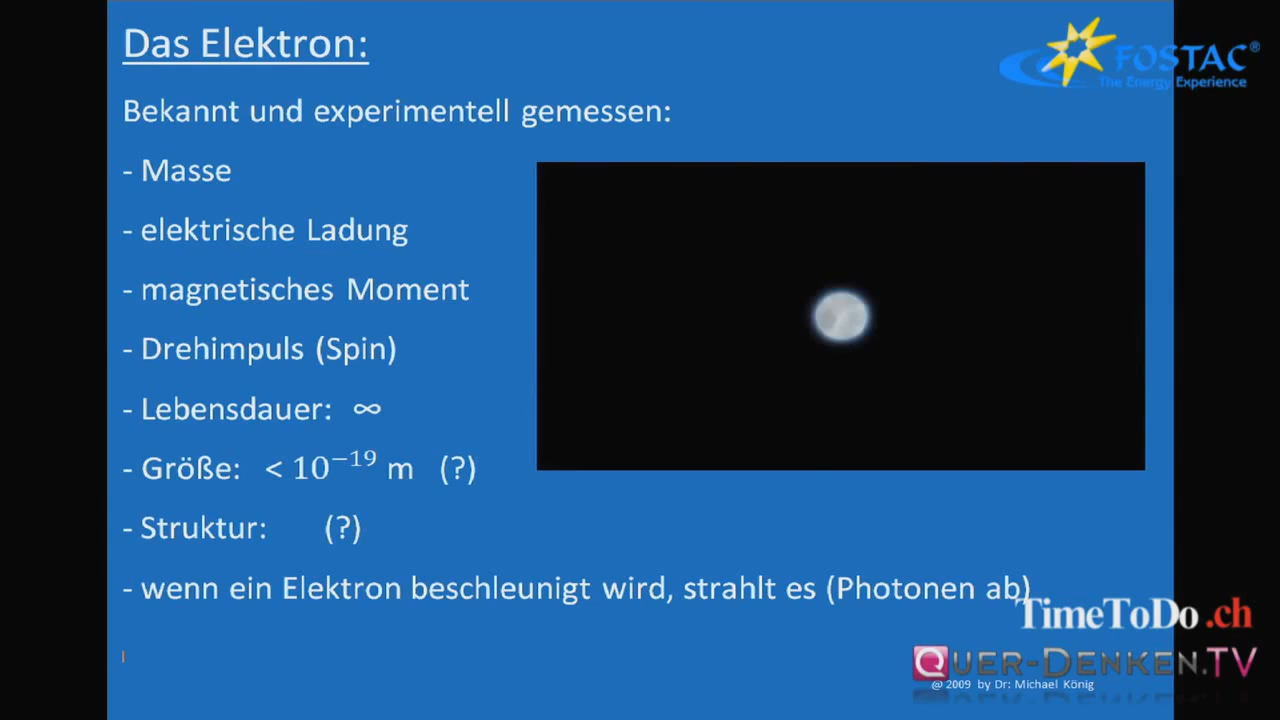 Das Elektron:
FOSTAC®
The Energy Experience
Bekannt und experimentell gemessen:
- Masse
- elektrische Ladung
- magnetisches Moment
- Drehimpuls (Spin)
- Lebensdauer: ∞
- Größe: < 10⁻¹⁹ m (?)
- Struktur: (?)
- wenn ein Elektron beschleunigt wird, strahlt es (Photonen ab)
TimeToDo.ch
QUER-DENKEN.TV
@ 2009 by Dr: Michael König